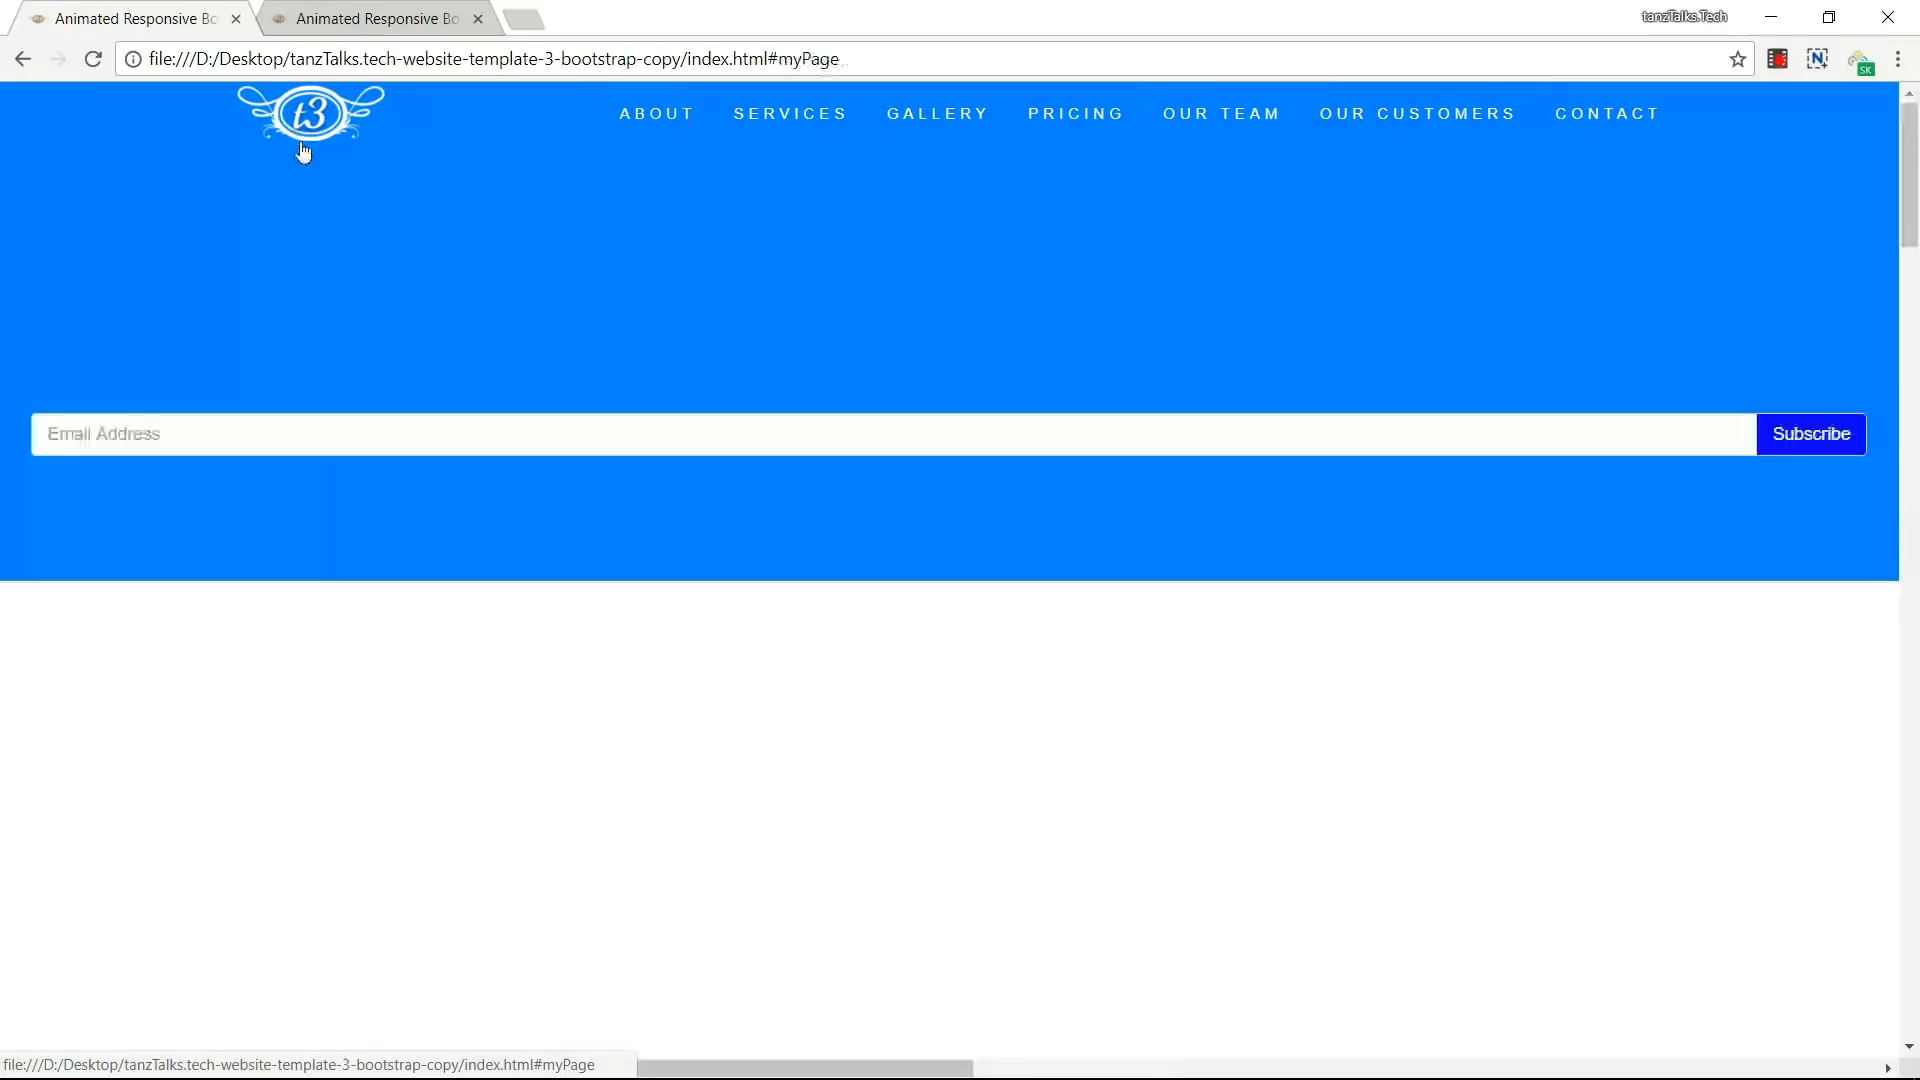 Animated Responsive Bo
Animated Responsive Bo
tanzTalks.Tech
file:///D:/Desktop/tanzTalks.tech-website-template-3-bootstrap-copy/index.html#myPage
N
SK
t3
ABOUT SERVICES GALLERY PRICING OUR TEAM OUR CUSTOMERS CONTACT
Email Address
Subscribe
file:///D:/Desktop/tanzTalks.tech-website-template-3-bootstrap-copy/index.html#myPage